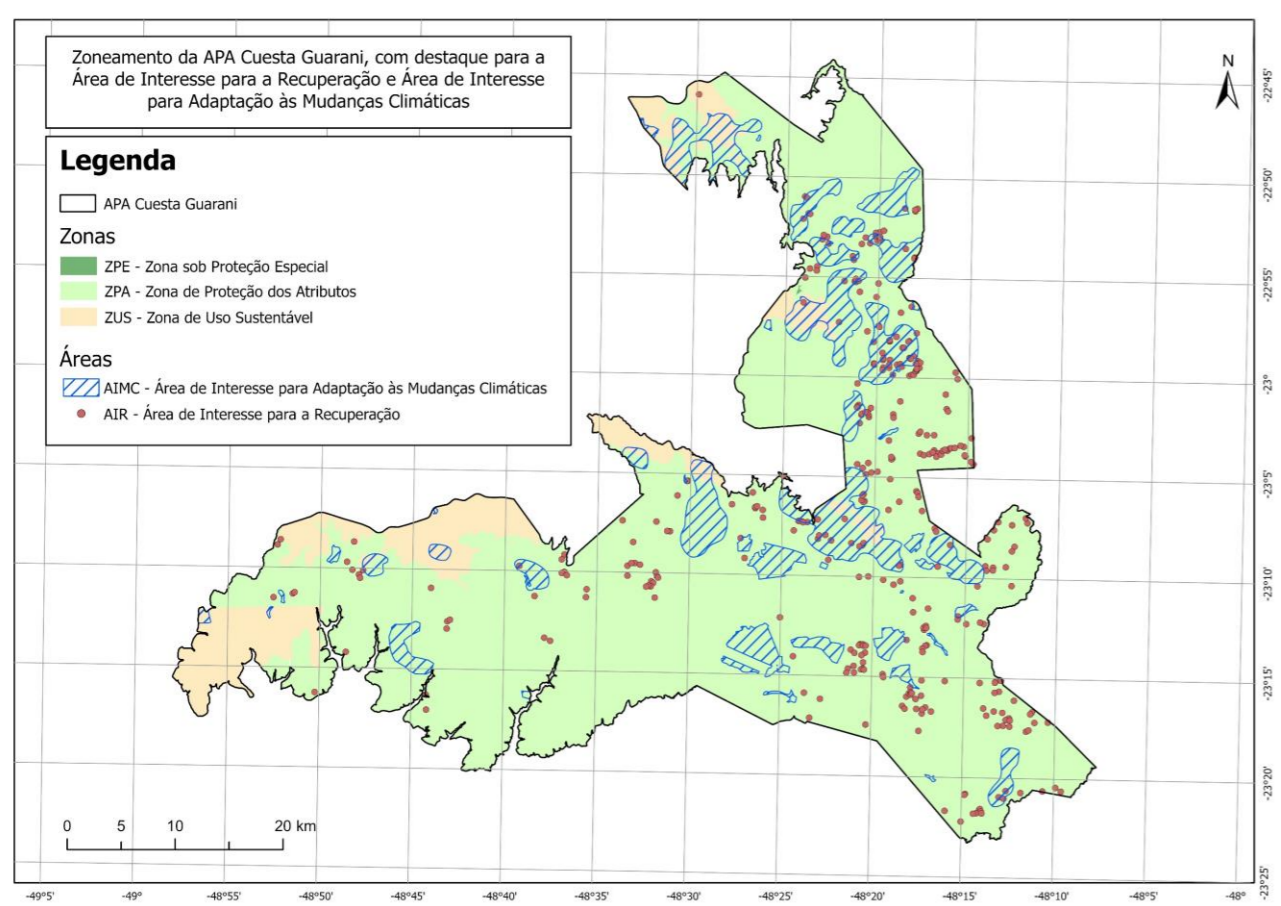 Zoneamento da APA Cuesta Guarani, com destaque para a
Área de Interesse para a Recuperação e Área de Interesse
para Adaptação às Mudanças Climáticas
Legenda
APA Cuesta Guarani
Zonas
ZPE - Zona sob Proteção Especial
ZPA - Zona de Proteção dos Atributos
ZUS - Zona de Uso Sustentável
Áreas
AIMC - Área de Interesse para Adaptação às Mudanças Climáticas
AIR - Área de Interesse para a Recuperação
N
-22°45'
-22°50'
-22°55'
-23°
-23°5'
-23°10'
-23°15'
-23°20'
-23°25'
0 5 10 20 km
-49°5' -49° -48°55' -48°50' -48°45' -48°40' -48°35' -48°30' -48°25' -48°20' -48°15' -48°10' -48°5' -48°